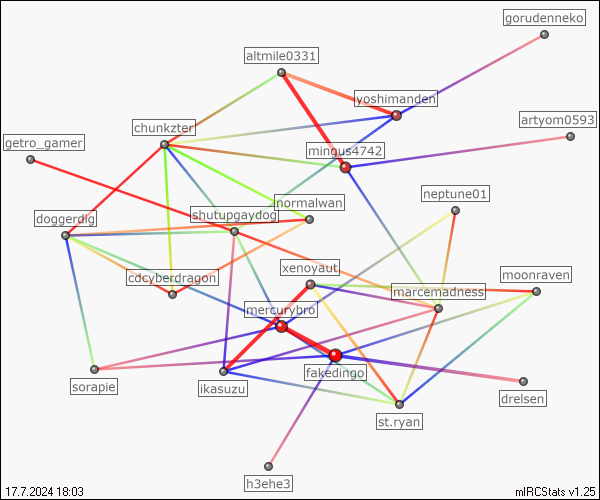 gorudenneko
altmile0331
yoshimanden
artyom0593
chunkzter
getro_gamer
mingus4742
neptune01
normalwan
doggerdig
shutupgaydog
xenoyaut
cdcyberdragon
moonraven
marcemadness
mercurybro
fakedingo
sorapie
ikasuzu
drelsen
st.ryan
h3ehe3
17.7.2024 18:03
mIRCStats v1.25